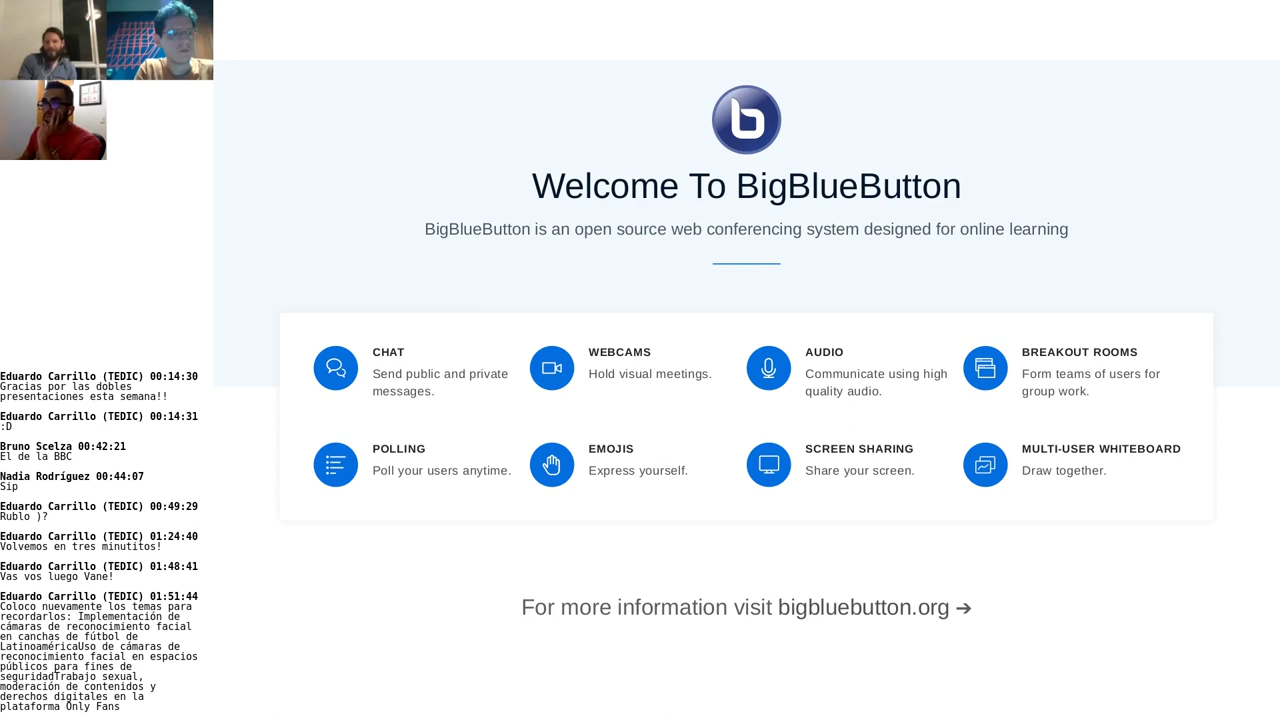 Welcome To BigBlueButton
BigBlueButton is an open source web conferencing system designed for online learning
CHAT
Send public and private
messages.
WEBCAMS
Hold visual meetings.
AUDIO
Communicate using high
quality audio.
BREAKOUT ROOMS
Form teams of users for
group work.
POLLING
Poll your users anytime.
EMOJIS
Express yourself.
SCREEN SHARING
Share your screen.
MULTI-USER WHITEBOARD
Draw together.
For more information visit bigbluebutton.org ➔
Eduardo Carrillo (TEDIC) 00:14:30
Gracias por las dobles
presentaciones esta semana!!
Eduardo Carrillo (TEDIC) 00:14:31
:D
Bruno Scelza 00:42:21
El de la BBC
Nadia Rodríguez 00:44:07
Sip
Eduardo Carrillo (TEDIC) 00:49:29
Rublo )?
Eduardo Carrillo (TEDIC) 01:24:40
Volvemos en tres minutitos!
Eduardo Carrillo (TEDIC) 01:48:41
Vas vos luego Vane!
Eduardo Carrillo (TEDIC) 01:51:44
Coloco nuevamente los temas para
recordarlos: Implementación de
cámaras de reconocimiento facial
en canchas de fútbol de
LatinoaméricaUso de cámaras de
reconocimiento facial en espacios
públicos para fines de
seguridadTrabajo sexual,
moderación de contenidos y
derechos digitales en la
plataforma Only Fans